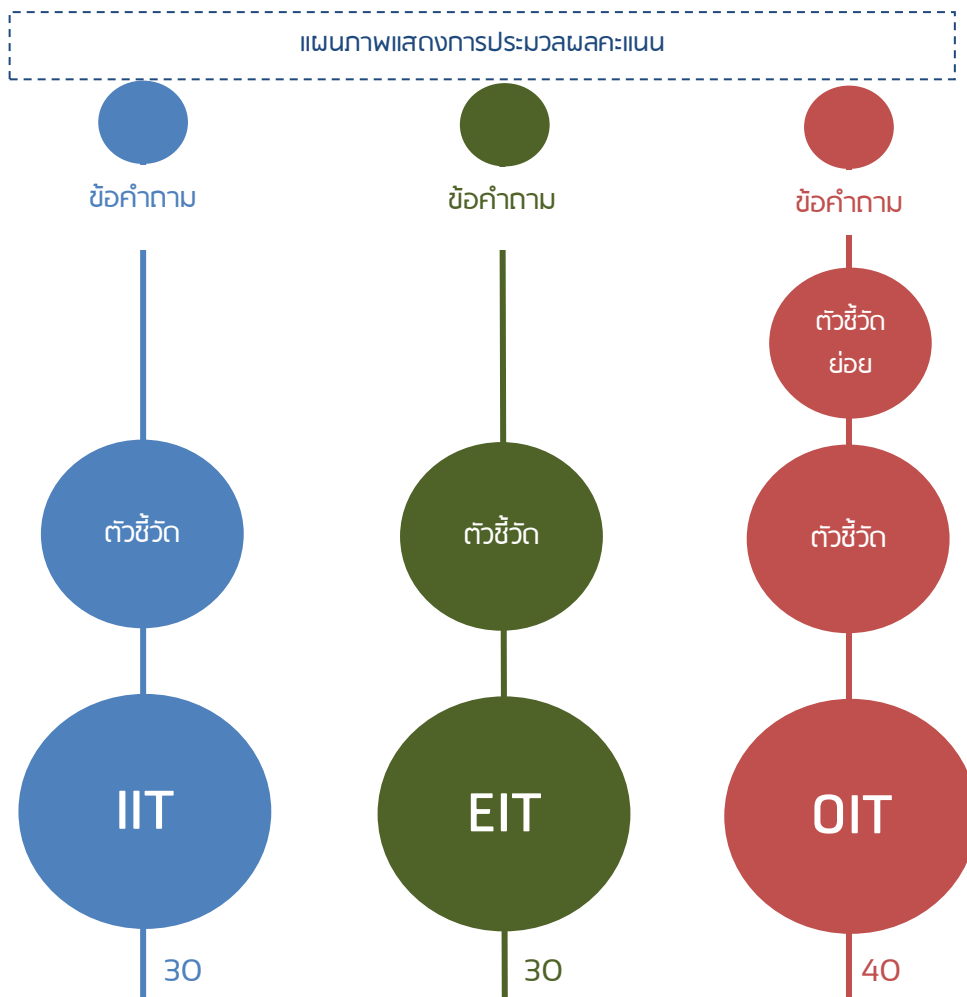 แผนภาพแสดงการประมวลผลคะแนน
ข้อคำถาม
ข้อคำถาม
ข้อคำถาม
ตัวชี้วัด
ย่อย
ตัวชี้วัด
ตัวชี้วัด
ตัวชี้วัด
IIT
EIT
OIT
30
30
40